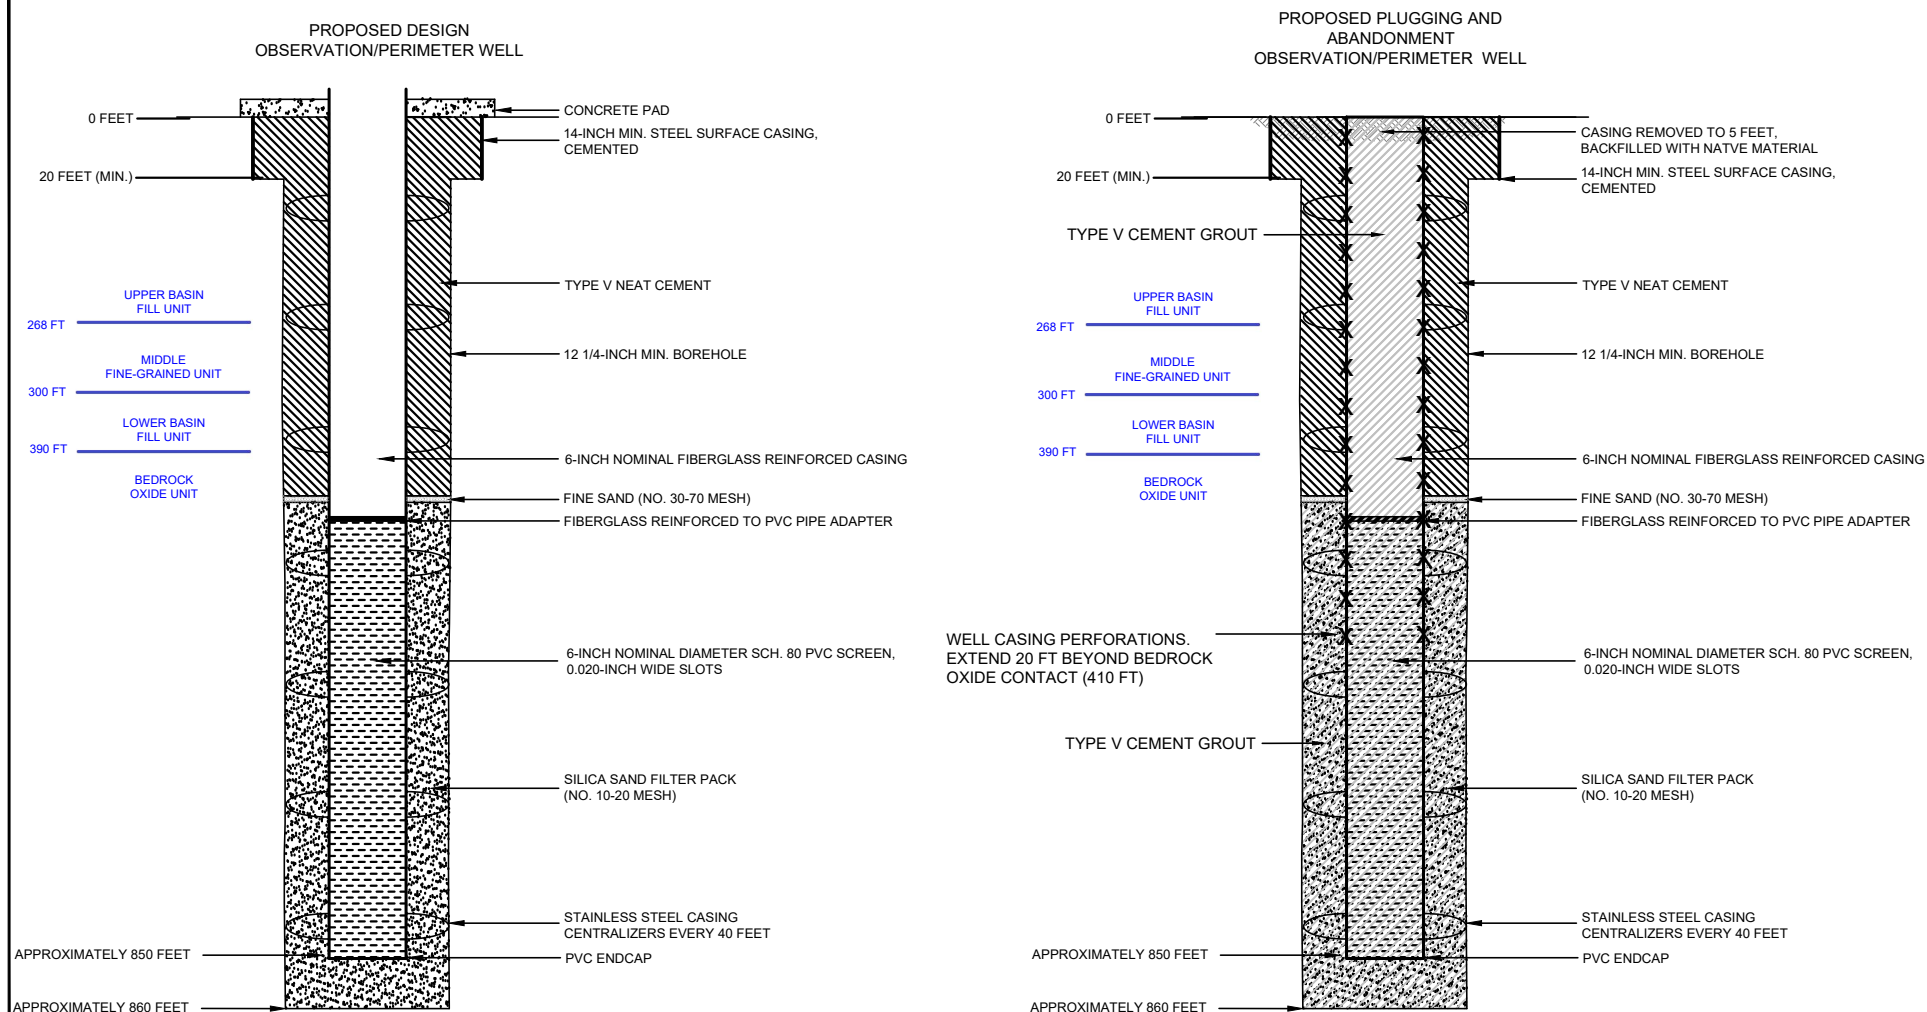 PROPOSED DESIGN
OBSERVATION/PERIMETER WELL
0 FEET
20 FEET (MIN.)
CONCRETE PAD
14-INCH MIN. STEEL SURFACE CASING,
CEMENTED
TYPE V NEAT CEMENT
UPPER BASIN
FILL UNIT
268 FT
12 1/4-INCH MIN. BOREHOLE
MIDDLE
FINE-GRAINED UNIT
300 FT
LOWER BASIN
FILL UNIT
390 FT
6-INCH NOMINAL FIBERGLASS REINFORCED CASING
BEDROCK
OXIDE UNIT
FINE SAND (NO. 30-70 MESH)
FIBERGLASS REINFORCED TO PVC PIPE ADAPTER
6-INCH NOMINAL DIAMETER SCH. 80 PVC SCREEN,
0.020-INCH WIDE SLOTS
SILICA SAND FILTER PACK
(NO. 10-20 MESH)
STAINLESS STEEL CASING
CENTRALIZERS EVERY 40 FEET
APPROXIMATELY 850 FEET
PVC ENDCAP
APPROXIMATELY 860 FEET
PROPOSED PLUGGING AND
ABANDONMENT
OBSERVATION/PERIMETER WELL
0 FEET
CASING REMOVED TO 5 FEET,
BACKFILLED WITH NATVE MATERIAL
20 FEET (MIN.)
14-INCH MIN. STEEL SURFACE CASING,
CEMENTED
TYPE V CEMENT GROUT
TYPE V NEAT CEMENT
UPPER BASIN
FILL UNIT
268 FT
12 1/4-INCH MIN. BOREHOLE
MIDDLE
FINE-GRAINED UNIT
300 FT
LOWER BASIN
FILL UNIT
390 FT
6-INCH NOMINAL FIBERGLASS REINFORCED CASING
BEDROCK
OXIDE UNIT
FINE SAND (NO. 30-70 MESH)
FIBERGLASS REINFORCED TO PVC PIPE ADAPTER
WELL CASING PERFORATIONS.
EXTEND 20 FT BEYOND BEDROCK
OXIDE CONTACT (410 FT)
6-INCH NOMINAL DIAMETER SCH. 80 PVC SCREEN,
0.020-INCH WIDE SLOTS
TYPE V CEMENT GROUT
SILICA SAND FILTER PACK
(NO. 10-20 MESH)
STAINLESS STEEL CASING
CENTRALIZERS EVERY 40 FEET
APPROXIMATELY 850 FEET
PVC ENDCAP
APPROXIMATELY 860 FEET